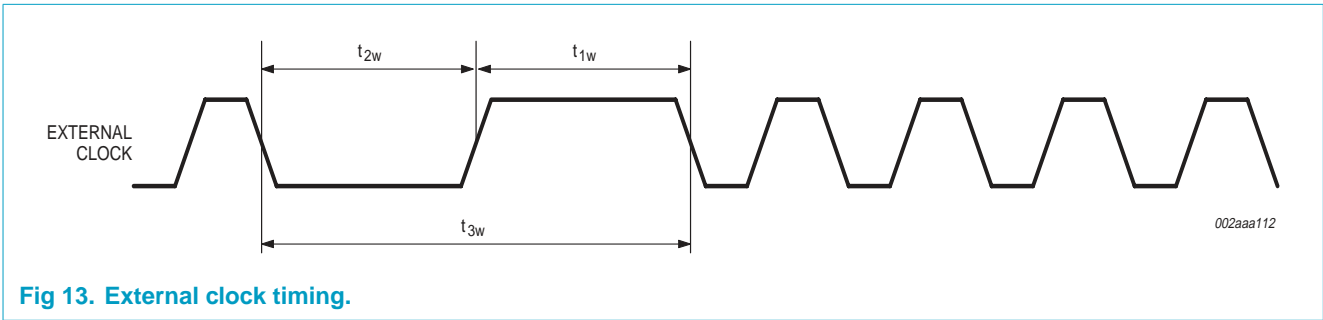 t2w
t1w
EXTERNAL
CLOCK
t3w
002aaa112
Fig 13. External clock timing.